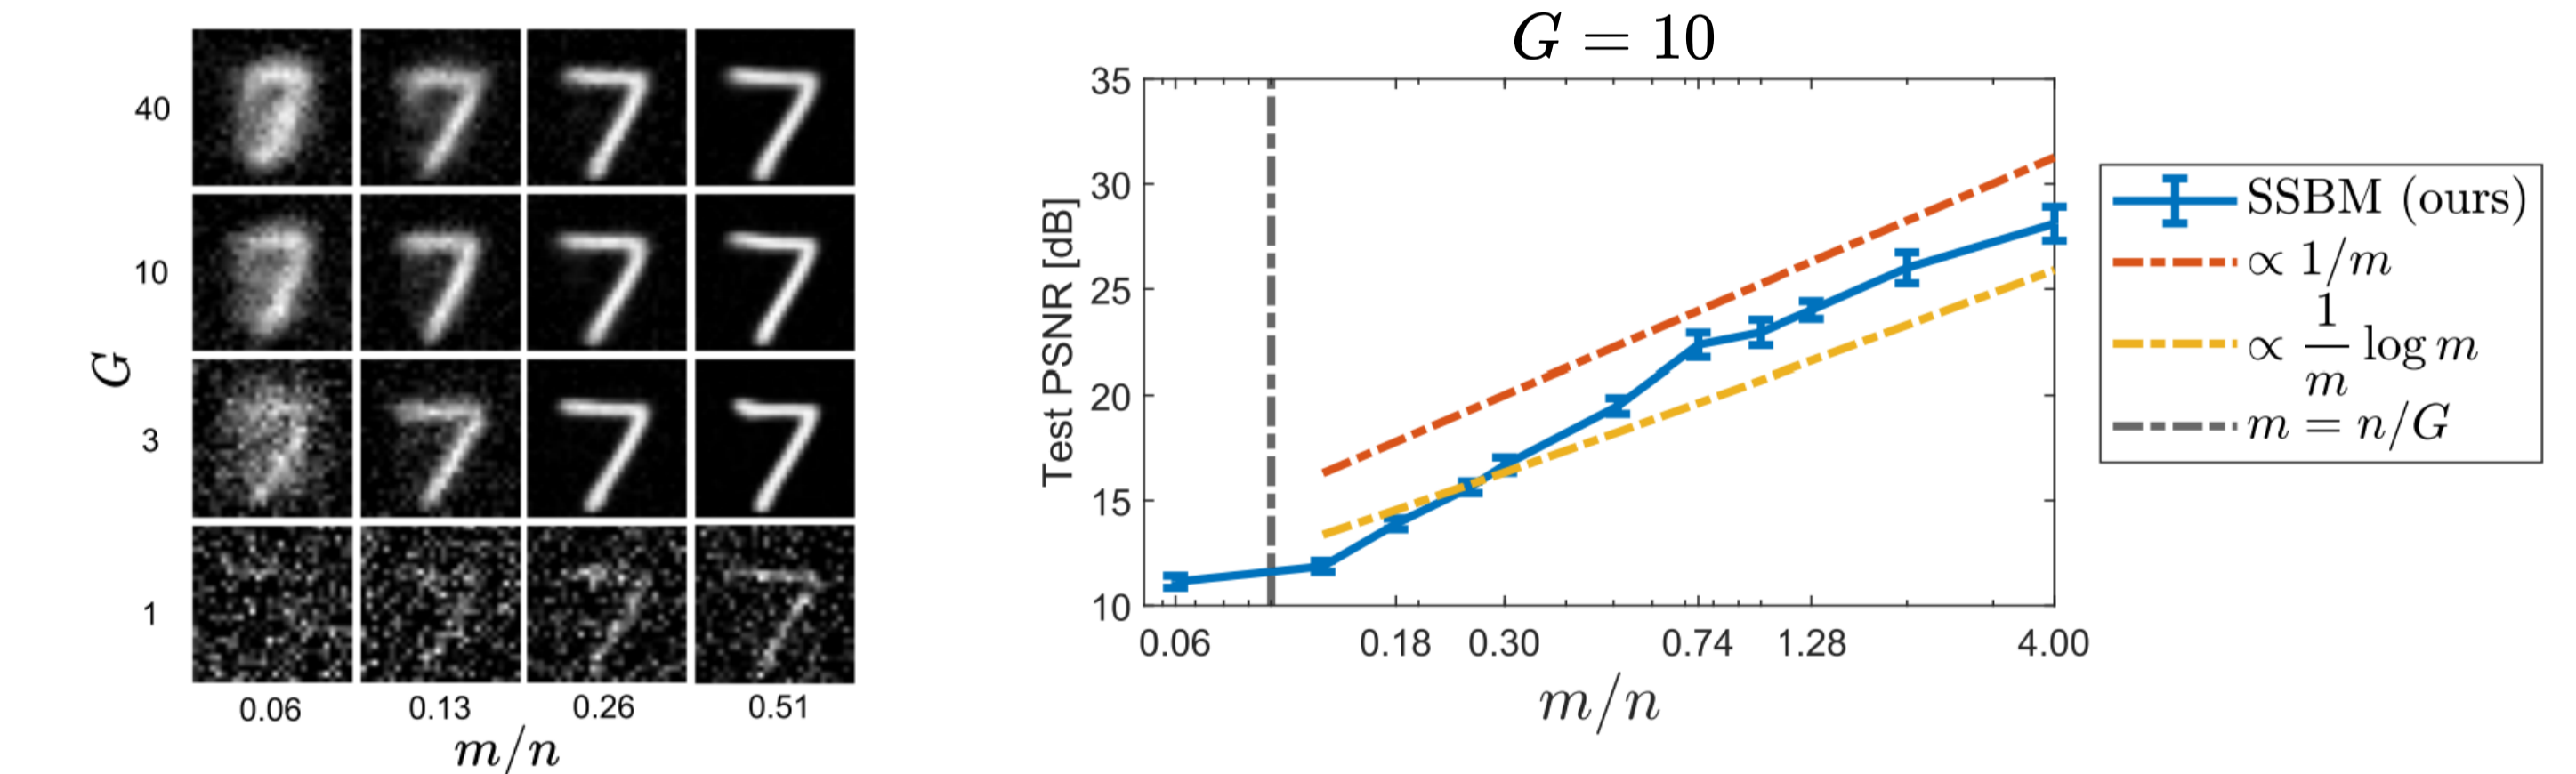 40
10
3
1
G
0.06 0.13 0.26 0.51
m/n
G = 10
35
30
25
20
15
10
Test PSNR [dB]
0.06 0.18 0.30 0.74 1.28 4.00
m/n
SSBM (ours)
∝ 1/m
∝ 1/m log m
m = n/G